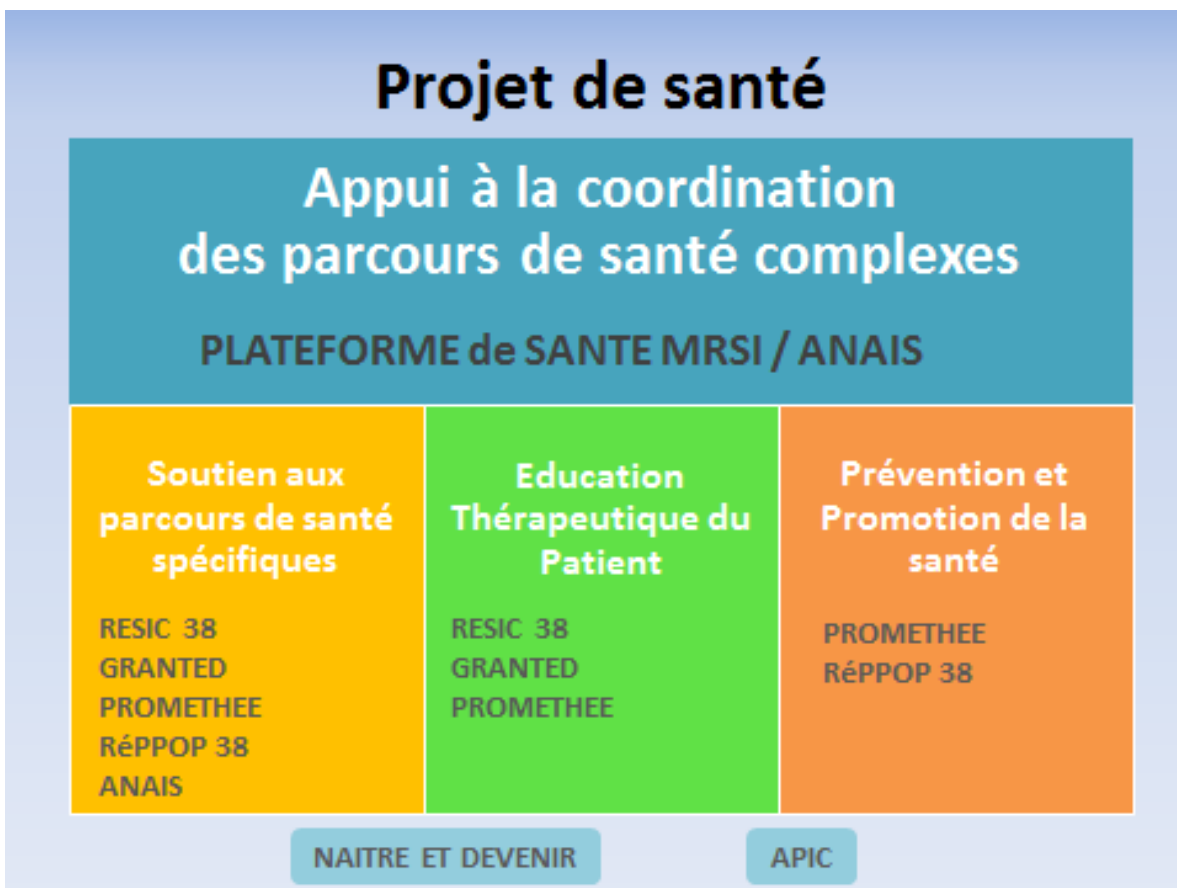 Projet de santé
Appui à la coordination
des parcours de santé complexes
PLATEFORME de SANTE MRSI / ANAIS
Soutien aux
parcours de santé
spécifiques
RESIC 38
GRANTED
PROMETHEE
RéPPOP 38
ANAIS
Education
Thérapeutique du
Patient
RESIC 38
GRANTED
PROMETHEE
Prévention et
Promotion de la
santé
PROMETHEE
RéPPOP 38
NAITRE ET DEVENIR
APIC